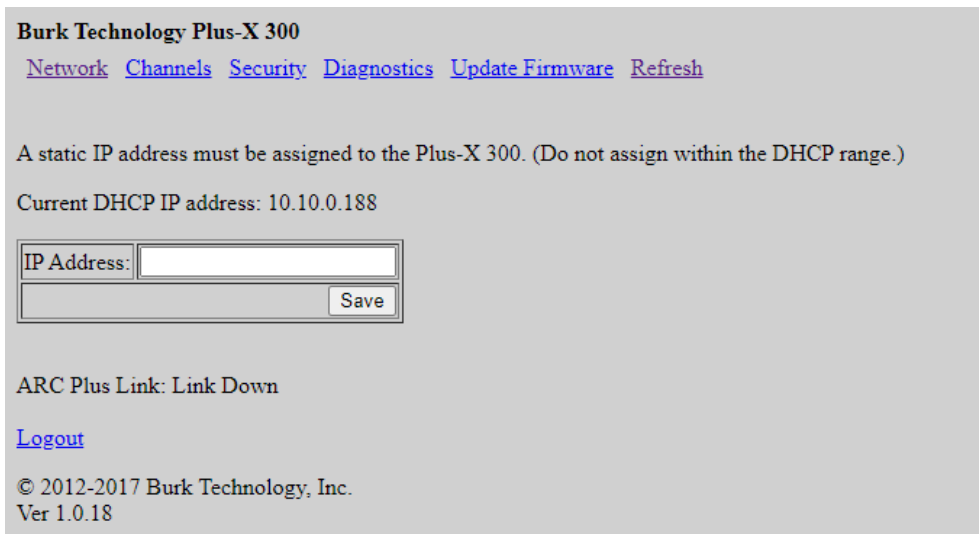 Burk Technology Plus-X 300
Network Channels Security Diagnostics Update Firmware Refresh
A static IP address must be assigned to the Plus-X 300. (Do not assign within the DHCP range.)
Current DHCP IP address: 10.10.0.188
IP Address:
Save
ARC Plus Link: Link Down
Logout
© 2012-2017 Burk Technology, Inc.
Ver 1.0.18